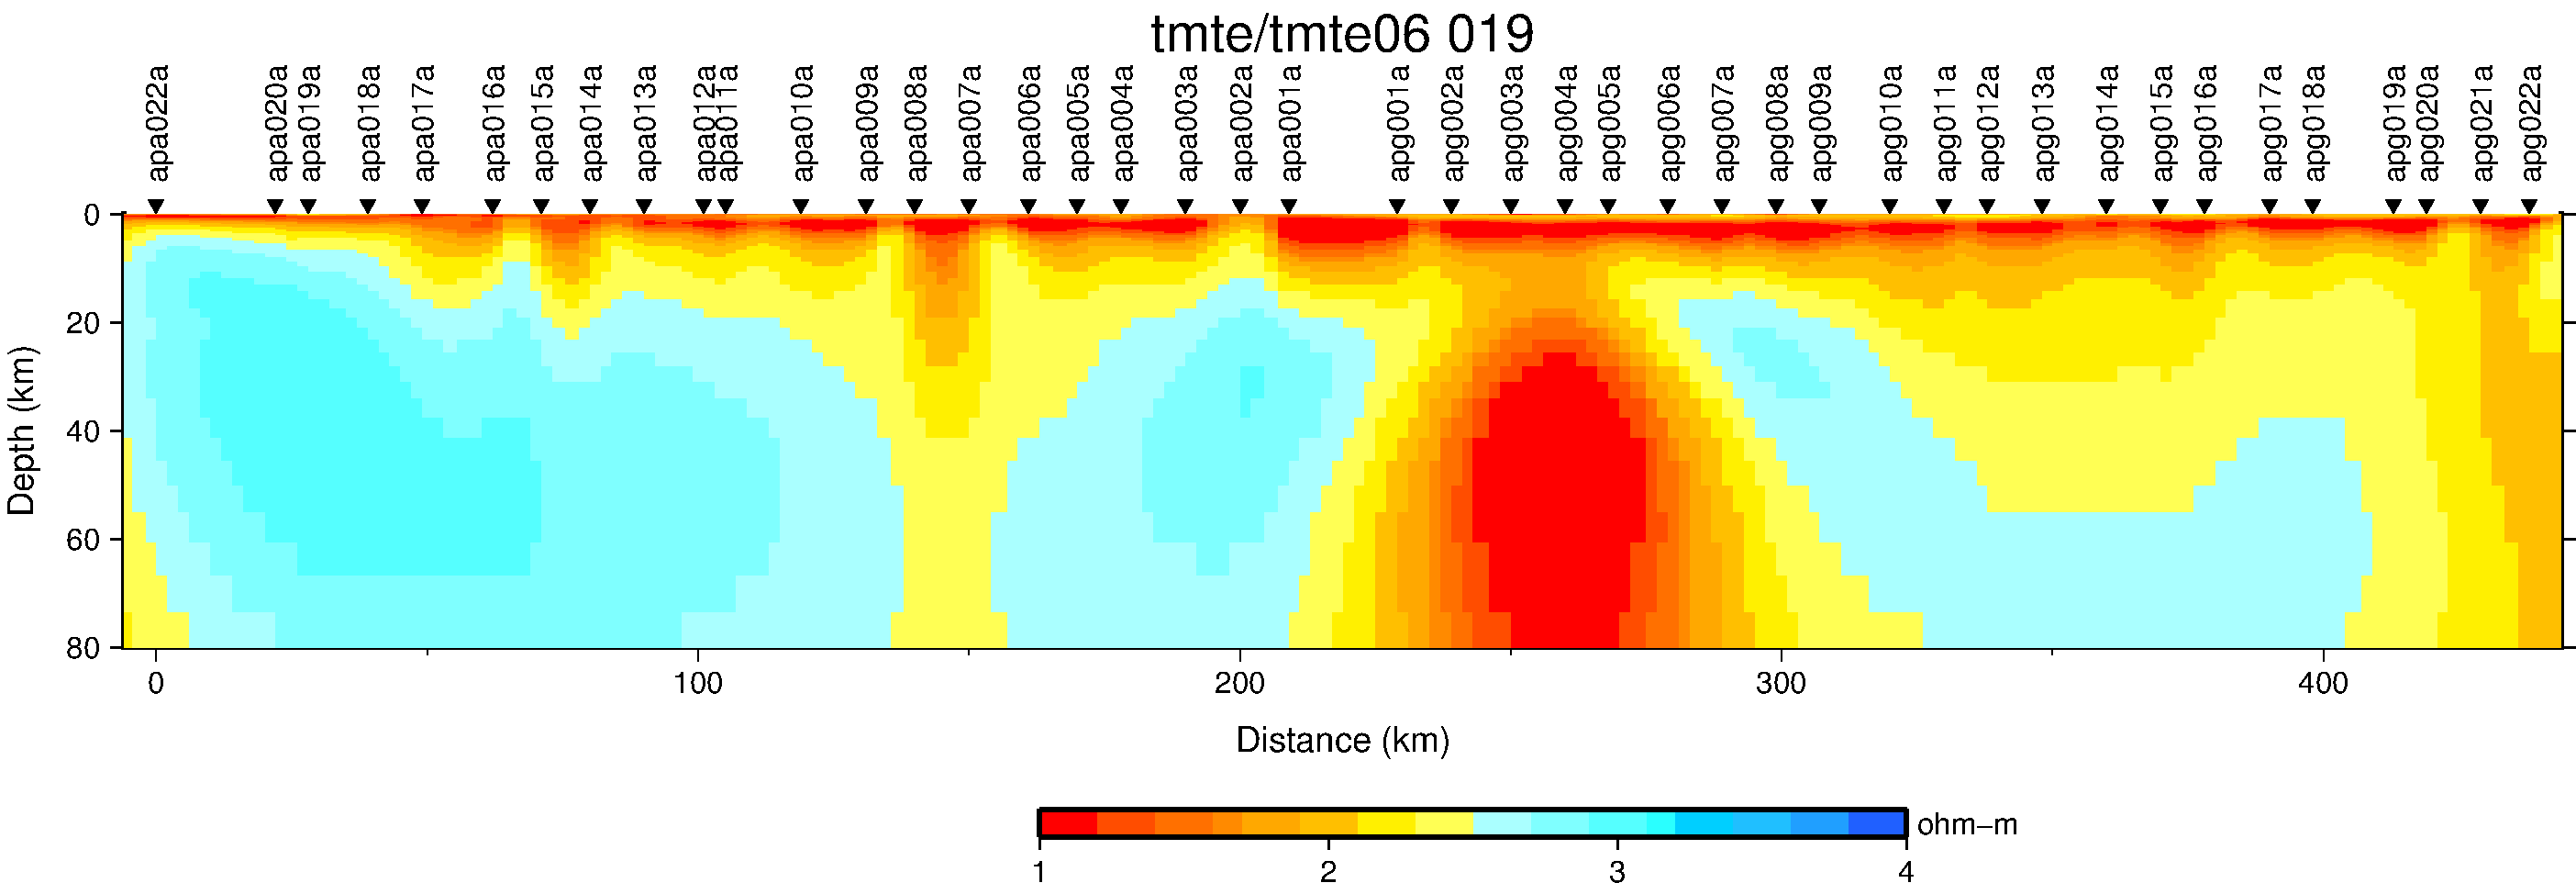 tmte/tmte06 019
apa022a apa020a apa019a apa018a apa017a apa016a apa015a apa014a apa013a apa012a apa011a apa010a apa009a apa008a apa007a apa006a apa005a apa004a apa003a apa002a apa001a apg001a apg002a apg003a apg004a apg005a apg006a apg007a apg008a apg009a apg010a apg011a apg012a apg013a apg014a apg015a apg016a apg017a apg018a apg019a apg020a apg021a apg022a
Depth (km)
0
20
40
60
80
0 100 200 300 400
Distance (km)
ohm−m
1 2 3 4